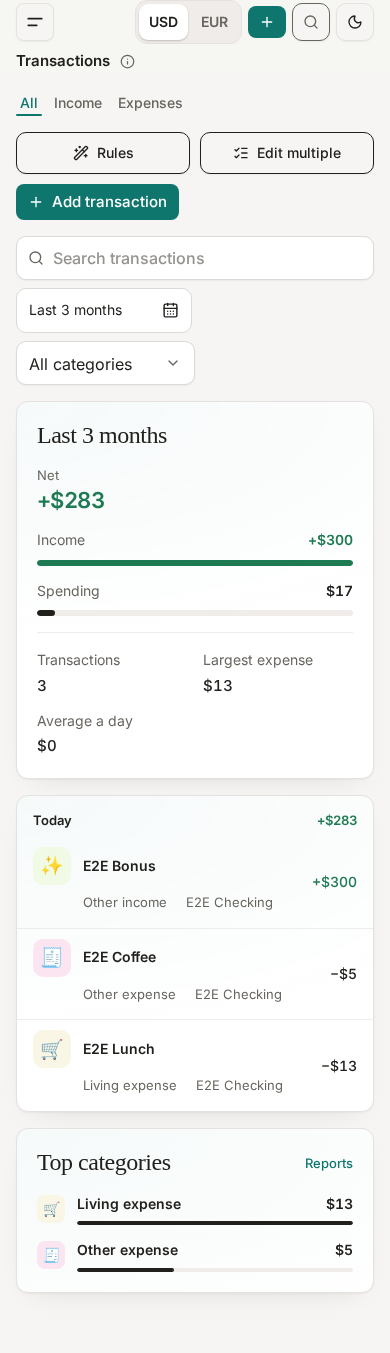 USD EUR
Transactions
All Income Expenses
Rules Edit multiple
Add transaction
Search transactions
Last 3 months
All categories
Last 3 months
Net
+$283
Income +$300
Spending $17
Transactions Largest expense
3 $13
Average a day
$0
Today +$283
E2E Bonus
+$300
Other income E2E Checking
E2E Coffee
−$5
Other expense E2E Checking
E2E Lunch
−$13
Living expense E2E Checking
Top categories Reports
Living expense $13
Other expense $5